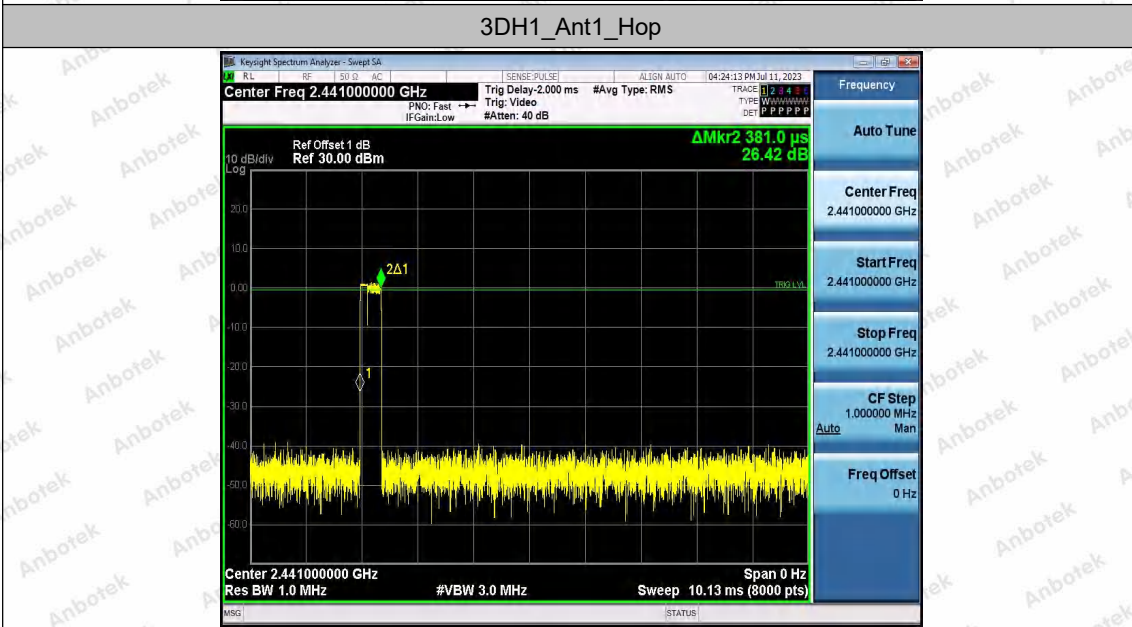 3DH1_Ant1_Hop
Keysight Spectrum Analyzer - Swept SA
RL RF 50 Ω AC SENSE:PULSE ALIGN AUTO 04:24:13 PM Jul 11, 2023
Center Freq 2.441000000 GHz
PNO: Fast
IFGain:Low
Trig Delay-2.000 ms
Trig: Video
#Atten: 40 dB
#Avg Type: RMS
TRACE 1 2 3 4 5 6
TYPE WWWWWW
DET P P P P P P
Frequency
Auto Tune
Center Freq
2.441000000 GHz
Start Freq
2.441000000 GHz
Stop Freq
2.441000000 GHz
CF Step
1.000000 MHz
Auto Man
Freq Offset
0 Hz
ΔMkr2 381.0 µs
26.42 dB
Ref Offset 1 dB
10 dB/div Ref 30.00 dBm
Log
20.0
10.0
0.00
-10.0
-20.0
-30.0
-40.0
-50.0
-60.0
2Δ1
TRIG LVL
1
Center 2.441000000 GHz Span 0 Hz
Res BW 1.0 MHz #VBW 3.0 MHz Sweep 10.13 ms (8000 pts)
MSG STATUS
Anbotek